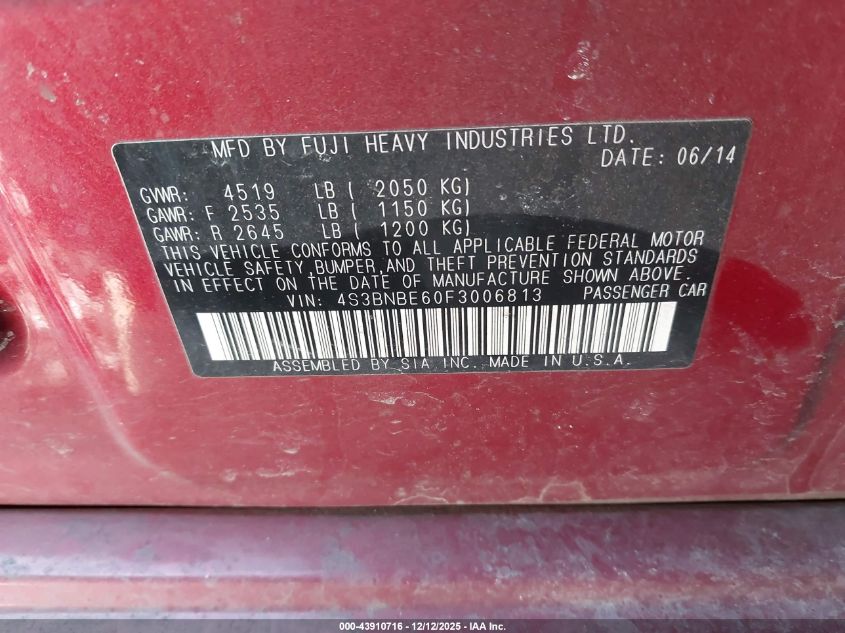 MFD BY FUJI HEAVY INDUSTRIES LTD.
DATE: 06/14
GVWR: 4519 LB ( 2050 KG)
GAWR: F 2535 LB ( 1150 KG)
GAWR: R 2645 LB ( 1200 KG)
THIS VEHICLE CONFORMS TO ALL APPLICABLE FEDERAL MOTOR
VEHICLE SAFETY, BUMPER, AND THEFT PREVENTION STANDARDS
IN EFFECT ON THE DATE OF MANUFACTURE SHOWN ABOVE.
VIN: 4S3BNBE60F3006813 PASSENGER CAR
ASSEMBLED BY SIA INC. MADE IN U.S.A.
000-43910716 - 12/12/2025 - IAA Inc.